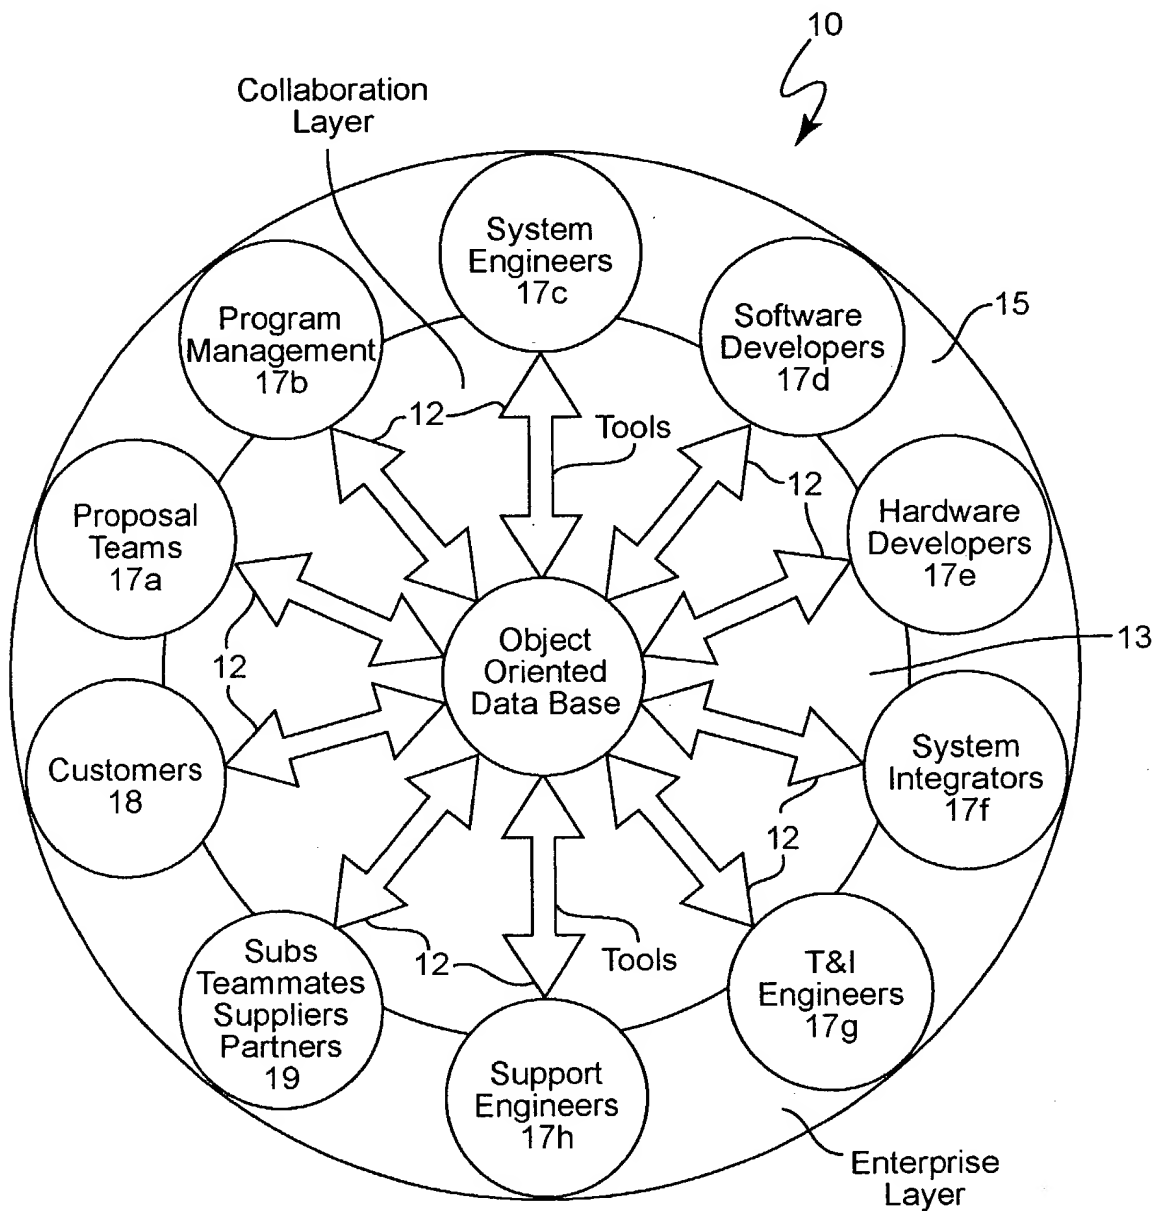 10
Collaboration
Layer
System
Engineers
17c
Program
Management
17b
Software
Developers
17d
15
12
Tools
12
Proposal
Teams
17a
Hardware
Developers
17e
12
Object
Oriented
Data Base
13
Customers
18
System
Integrators
17f
12
Subs
Teammates
Suppliers
Partners
19
12
Tools
T&I
Engineers
17g
Support
Engineers
17h
Enterprise
Layer